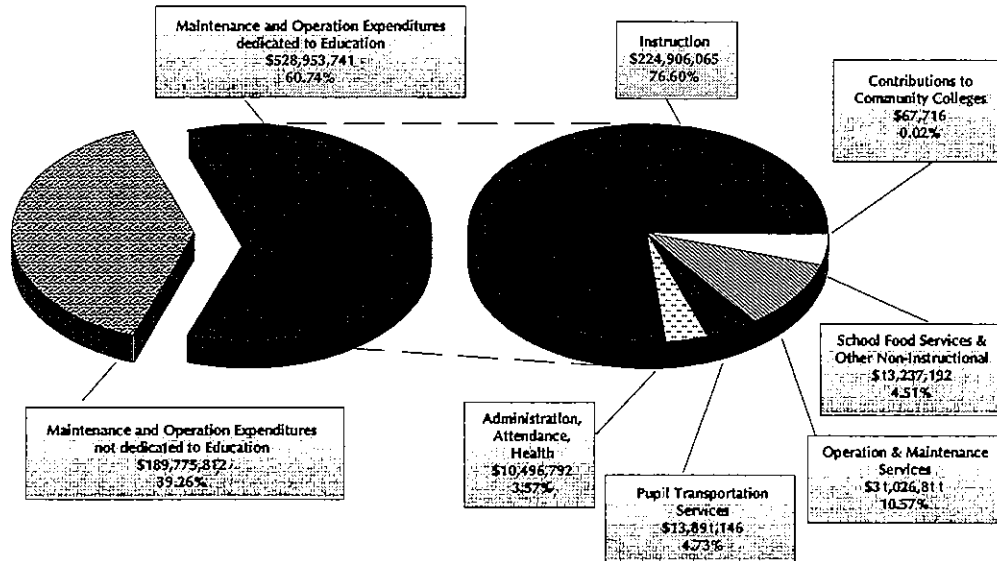 Maintenance and Operation Expenditures
dedicated to Education
$528,953,741
60.74%
Instruction
$224,906,065
76.60%
Contributions to
Community Colleges
$67,716
0.02%
School Food Services &
Other Non-Instructional
$13,237,192
4.51%
Maintenance and Operation Expenditures
not dedicated to Education
$189,775,812
39.26%
Administration,
Attendance,
Health
$10,496,792
3.57%
Operation & Maintenance
Services
$31,026,811
10.57%
Pupil Transportation
Services
$13,891,146
4.73%